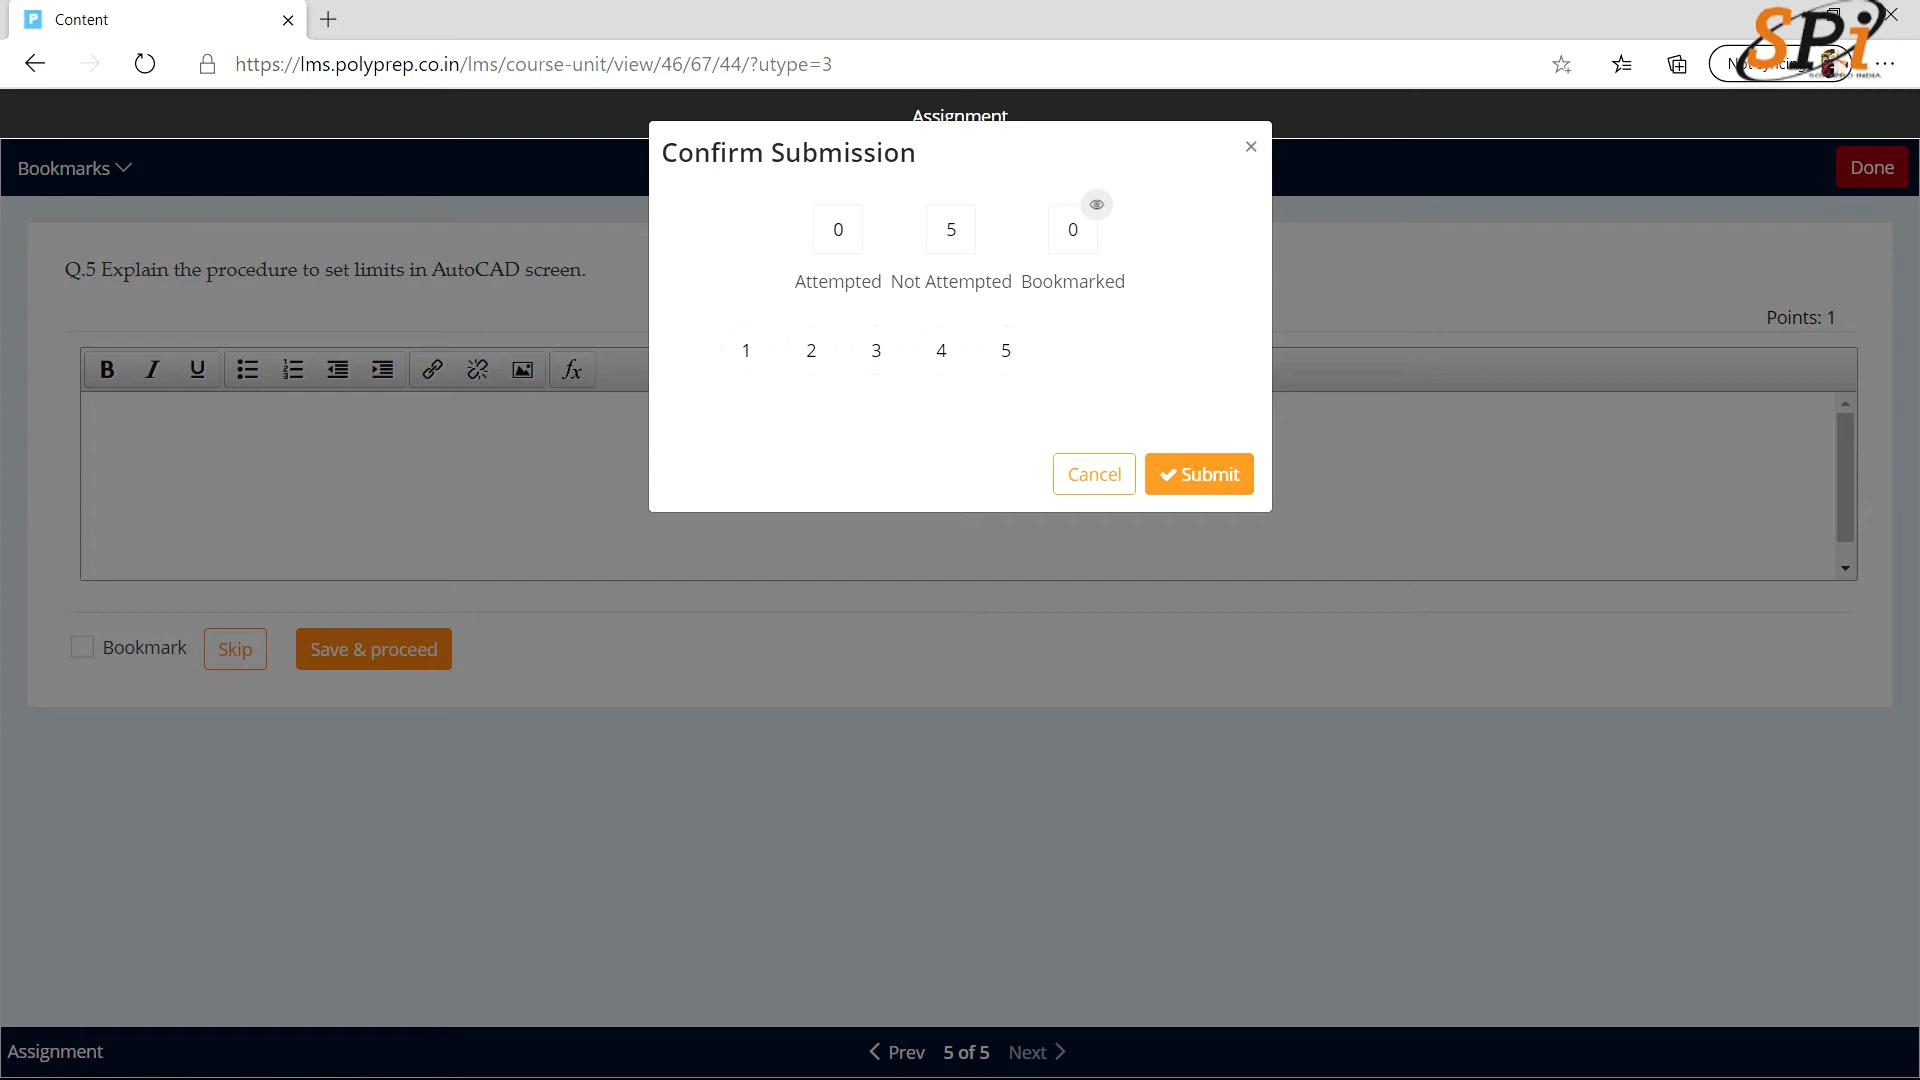 Content
https://lms.polyprep.co.in/lms/course-unit/view/46/67/44/?utype=3
SPi
Assignment
Bookmarks
Done
Confirm Submission
0 5 0
Attempted Not Attempted Bookmarked
1 2 3 4 5
Cancel Submit
Q.5 Explain the procedure to set limits in AutoCAD screen.
Points: 1
B I U fx
Bookmark Skip Save & proceed
Assignment
Prev 5 of 5 Next